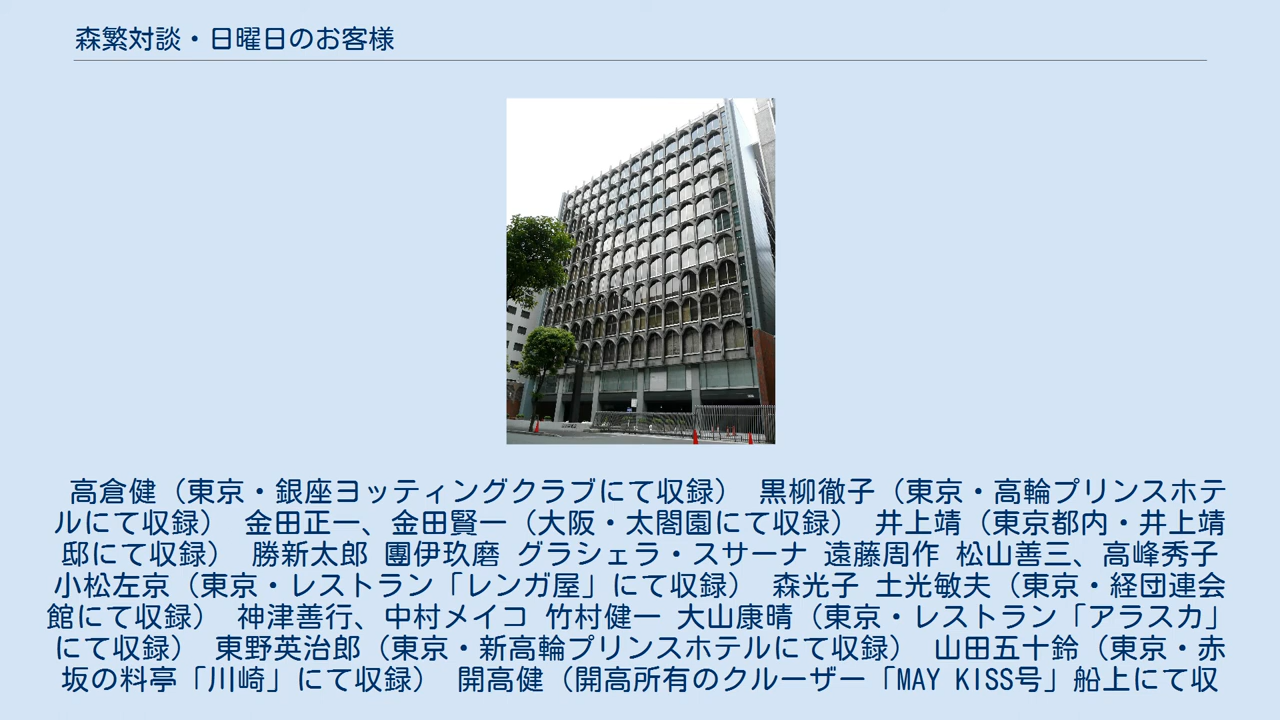 森繁対談・日曜日のお客様
高倉健（東京・銀座ヨッティングクラブにて収録） 黒柳徹子（東京・高輪プリンスホテ
ルにて収録） 金田正一、金田賢一（大阪・太閤園にて収録） 井上靖（東京都内・井上靖
邸にて収録） 勝新太郎 團伊玖磨 グラシェラ・スサーナ 遠藤周作 松山善三、高峰秀子
小松左京（東京・レストラン「レンガ屋」にて収録） 森光子 土光敏夫（東京・経団連会
館にて収録） 神津善行、中村メイコ 竹村健一 大山康晴（東京・レストラン「アラスカ」
にて収録） 東野英治郎（東京・新高輪プリンスホテルにて収録） 山田五十鈴（東京・赤
坂の料亭「川崎」にて収録） 開高健（開高所有のクルーザー「MAY KISS号」船上にて収